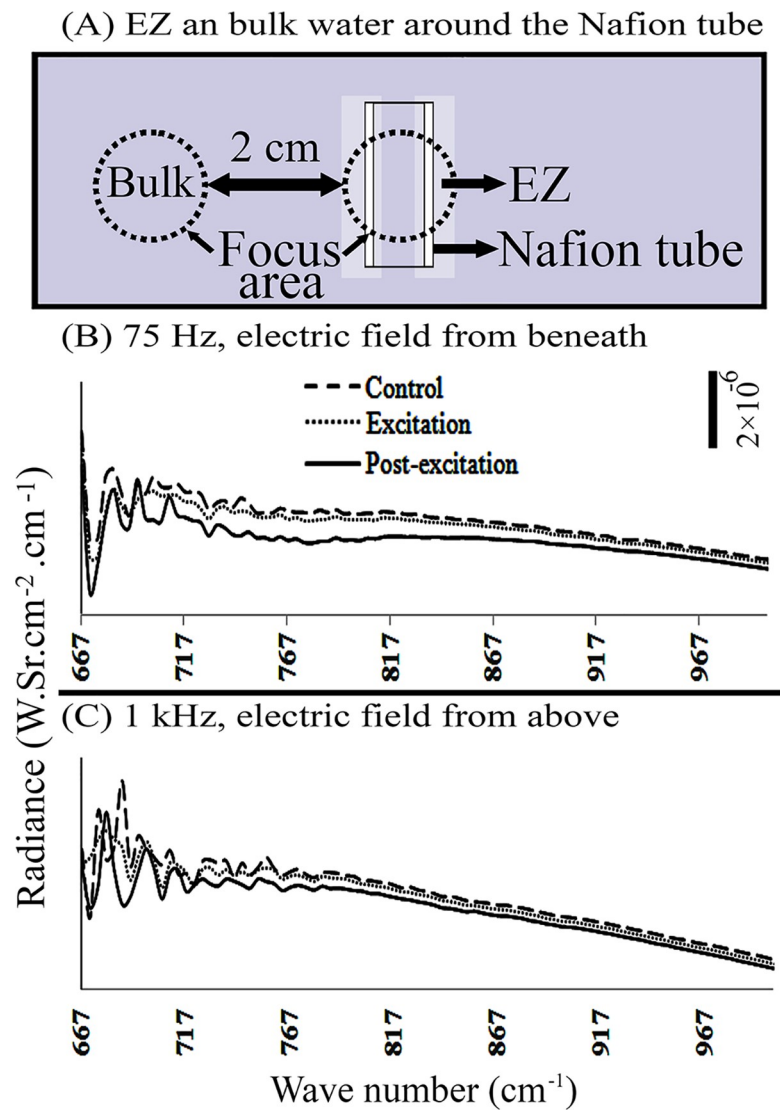 (A) EZ an bulk water around the Nafion tube
2 cm
Bulk
EZ
Focus
area
Nafion tube
(B) 75 Hz, electric field from beneath
Control
Excitation
Post-excitation
2×10⁻⁶
667 717 767 817 867 917 967
(C) 1 kHz, electric field from above
Radiance (W.Sr.cm⁻² .cm⁻¹)
667 717 767 817 867 917 967
Wave number (cm⁻¹)